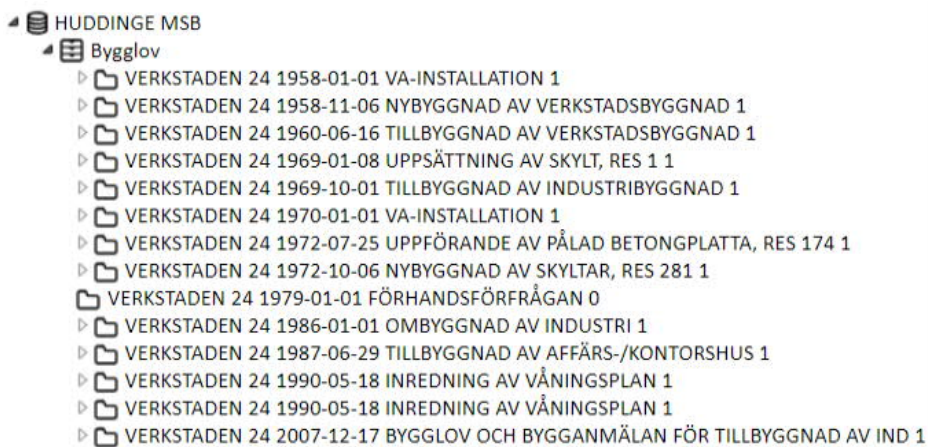 HUDDINGE MSB
Bygglov
VERKSTADEN 24 1958-01-01 VA-INSTALLATION 1
VERKSTADEN 24 1958-11-06 NYBYGGNAD AV VERKSTADSBYGGNAD 1
VERKSTADEN 24 1960-06-16 TILLBYGGNAD AV VERKSTADSBYGGNAD 1
VERKSTADEN 24 1969-01-08 UPPSÄTTNING AV SKYLT, RES 1 1
VERKSTADEN 24 1969-10-01 TILLBYGGNAD AV INDUSTRIBYGGNAD 1
VERKSTADEN 24 1970-01-01 VA-INSTALLATION 1
VERKSTADEN 24 1972-07-25 UPPFÖRANDE AV PÅLAD BETONGPLATTA, RES 174 1
VERKSTADEN 24 1972-10-06 NYBYGGNAD AV SKYLTAR, RES 281 1
VERKSTADEN 24 1979-01-01 FÖRHANDSFÖRFRÅGAN 0
VERKSTADEN 24 1986-01-01 OMBYGGNAD AV INDUSTRI 1
VERKSTADEN 24 1987-06-29 TILLBYGGNAD AV AFFÄRS-/KONTORSHUS 1
VERKSTADEN 24 1990-05-18 INREDNING AV VÅNINGSPLAN 1
VERKSTADEN 24 1990-05-18 INREDNING AV VÅNINGSPLAN 1
VERKSTADEN 24 2007-12-17 BYGGLOV OCH BYGGANMÄLAN FÖR TILLBYGGNAD AV IND 1